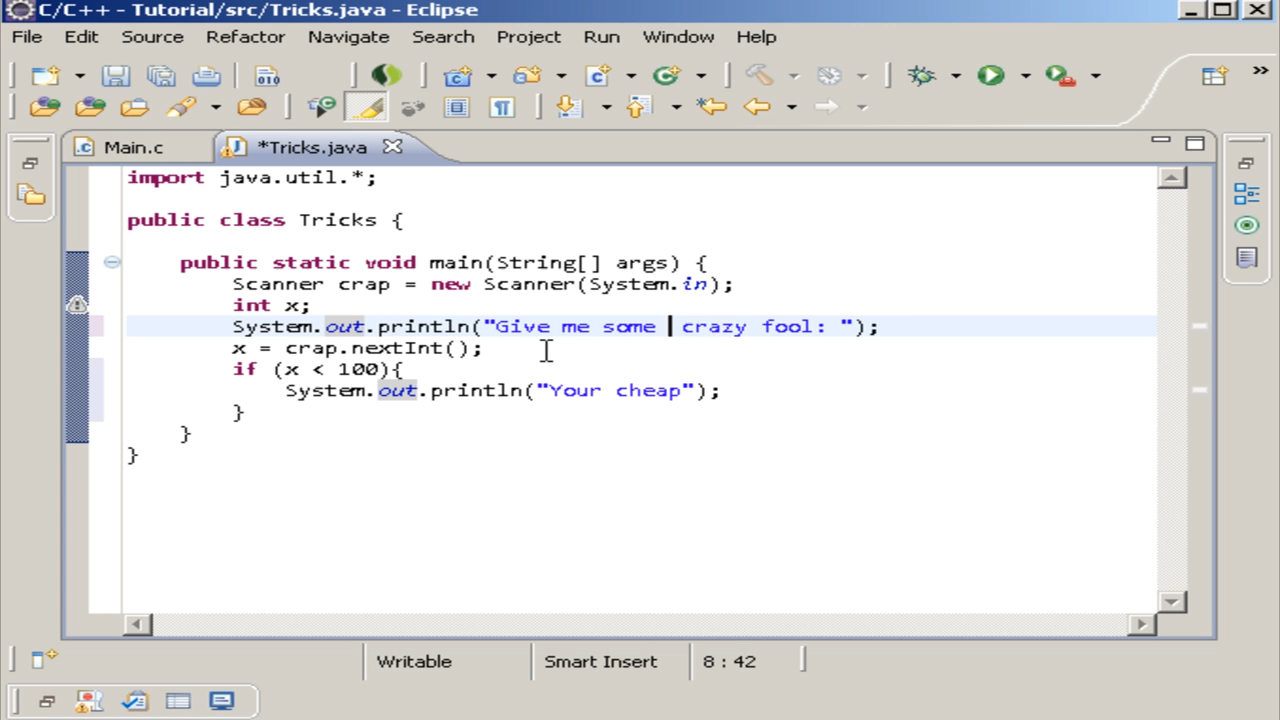 C/C++ - Tutorial/src/Tricks.java - Eclipse
File Edit Source Refactor Navigate Search Project Run Window Help
010
Main.c *Tricks.java
import java.util.*;
public class Tricks {
public static void main(String[] args) {
Scanner crap = new Scanner(System.in);
int x;
System.out.println("Give me some  crazy fool: ");
x = crap.nextInt();
if (x < 100){
System.out.println("Your cheap");
}
}
}
Writable Smart Insert 8 : 42